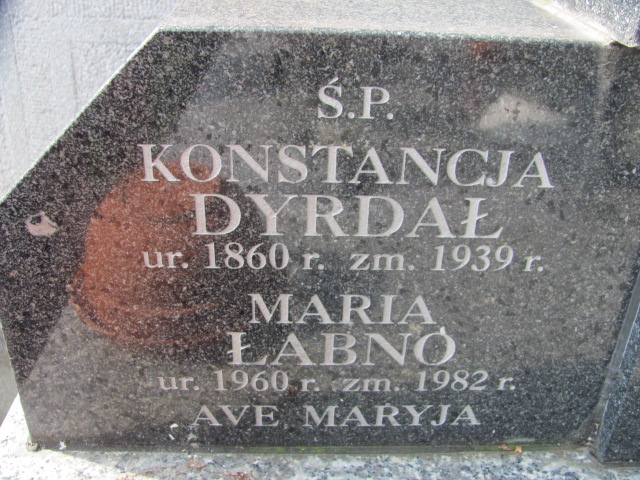 Ś.P.
KONSTANCJA
DYRDAŁ
ur. 1860 r. zm. 1939 r.
MARIA
ŁABNO
ur. 1960 r. zm. 1982 r.
AVE MARYJA